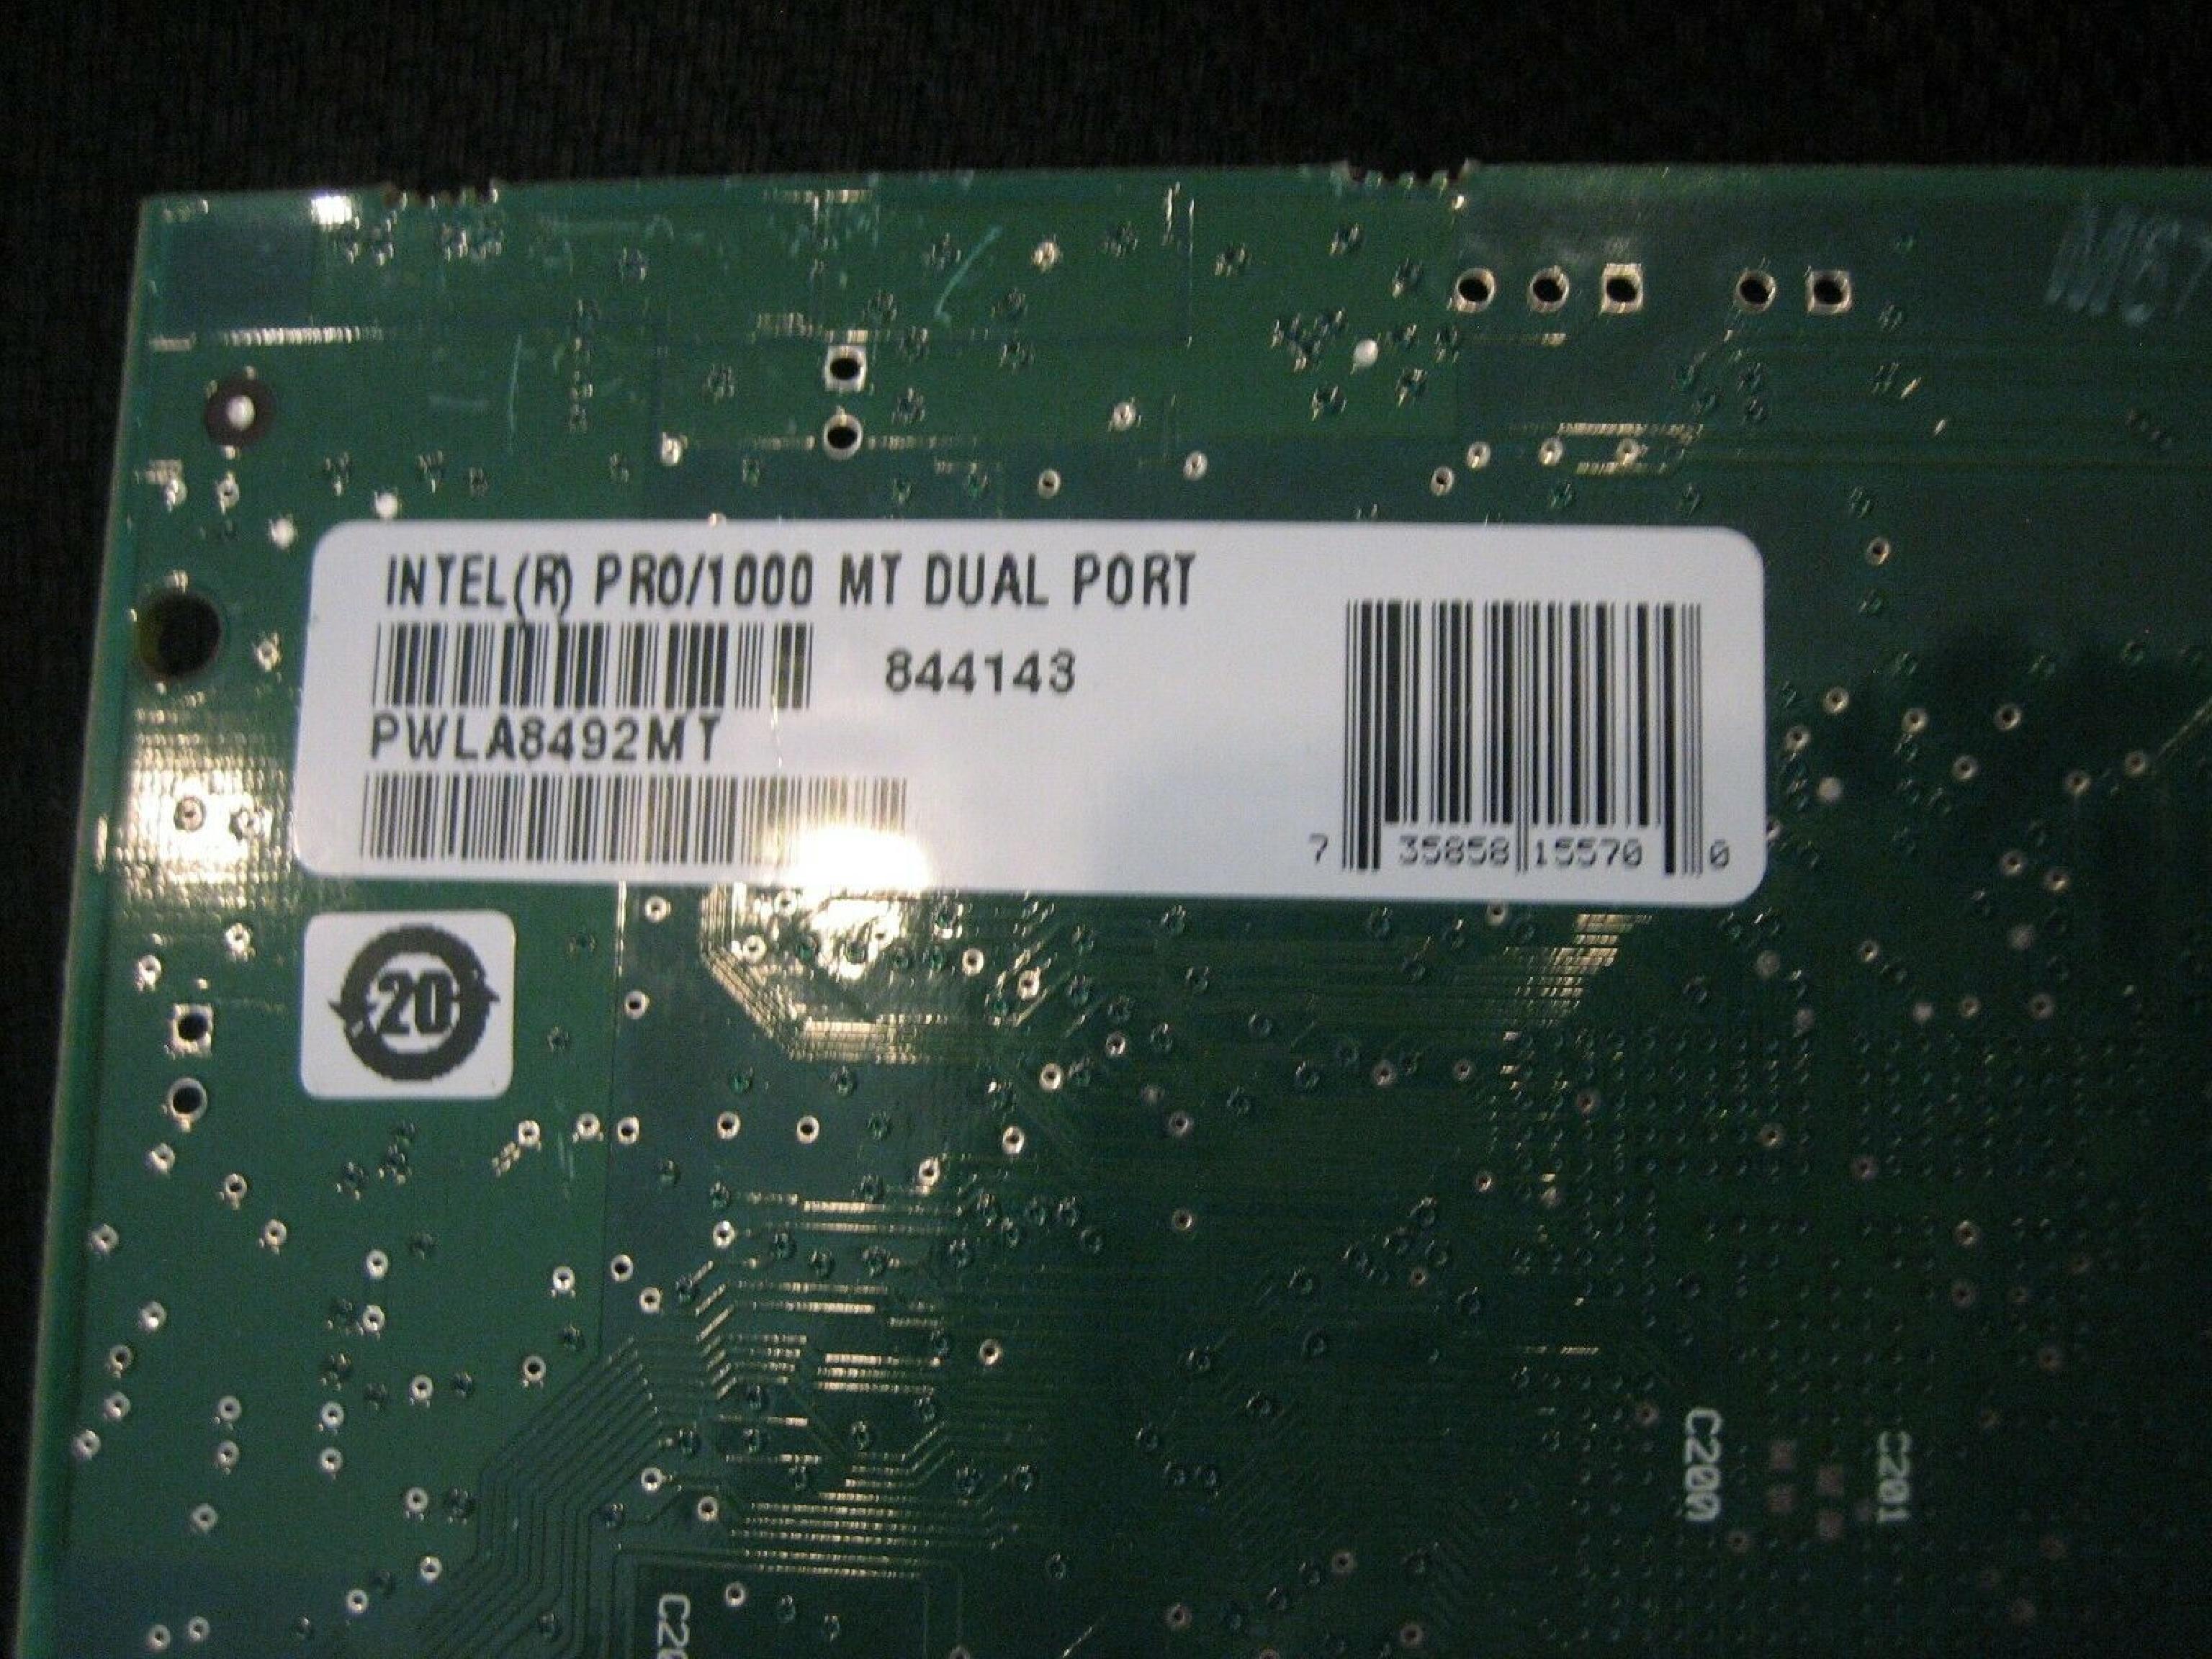 INTEL(R) PRO/1000 MT DUAL PORT
844143
PWLA8492MT
7 35858 15570 0
20
C200
C201